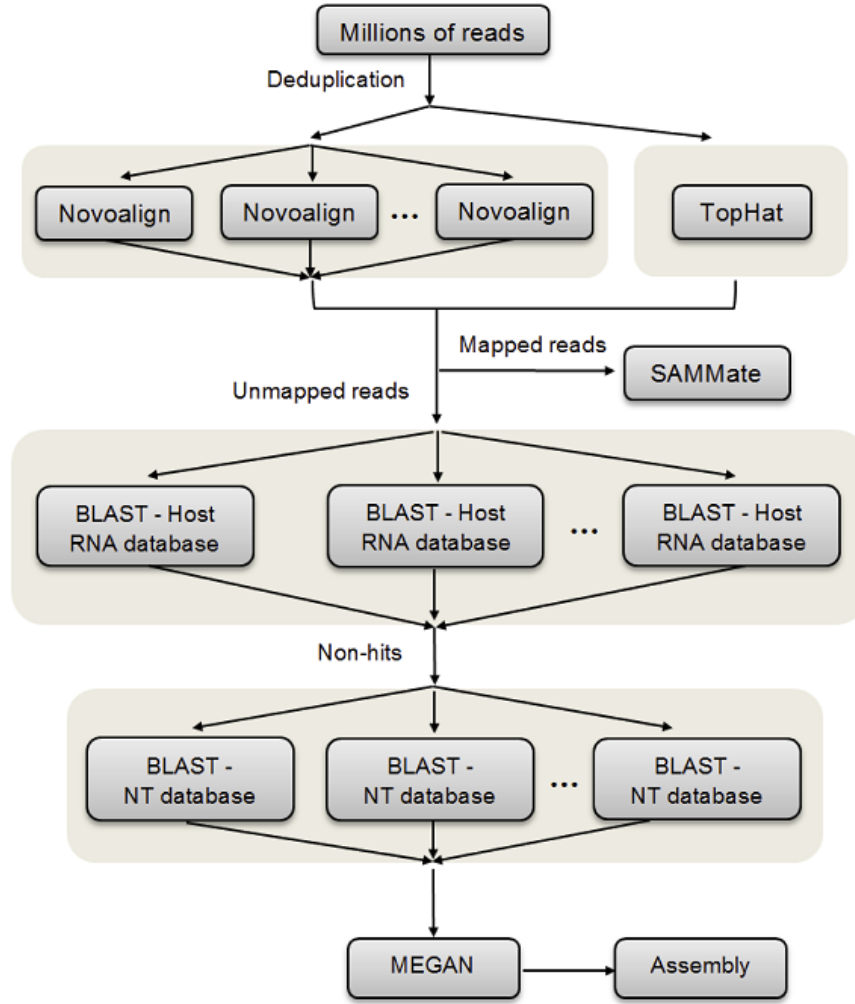 Millions of reads
Deduplication
Novoalign
Novoalign
...
Novoalign
TopHat
Mapped reads
SAMMate
Unmapped reads
BLAST - Host
RNA database
BLAST - Host
RNA database
...
BLAST - Host
RNA database
Non-hits
BLAST -
NT database
BLAST -
NT database
...
BLAST -
NT database
MEGAN
Assembly